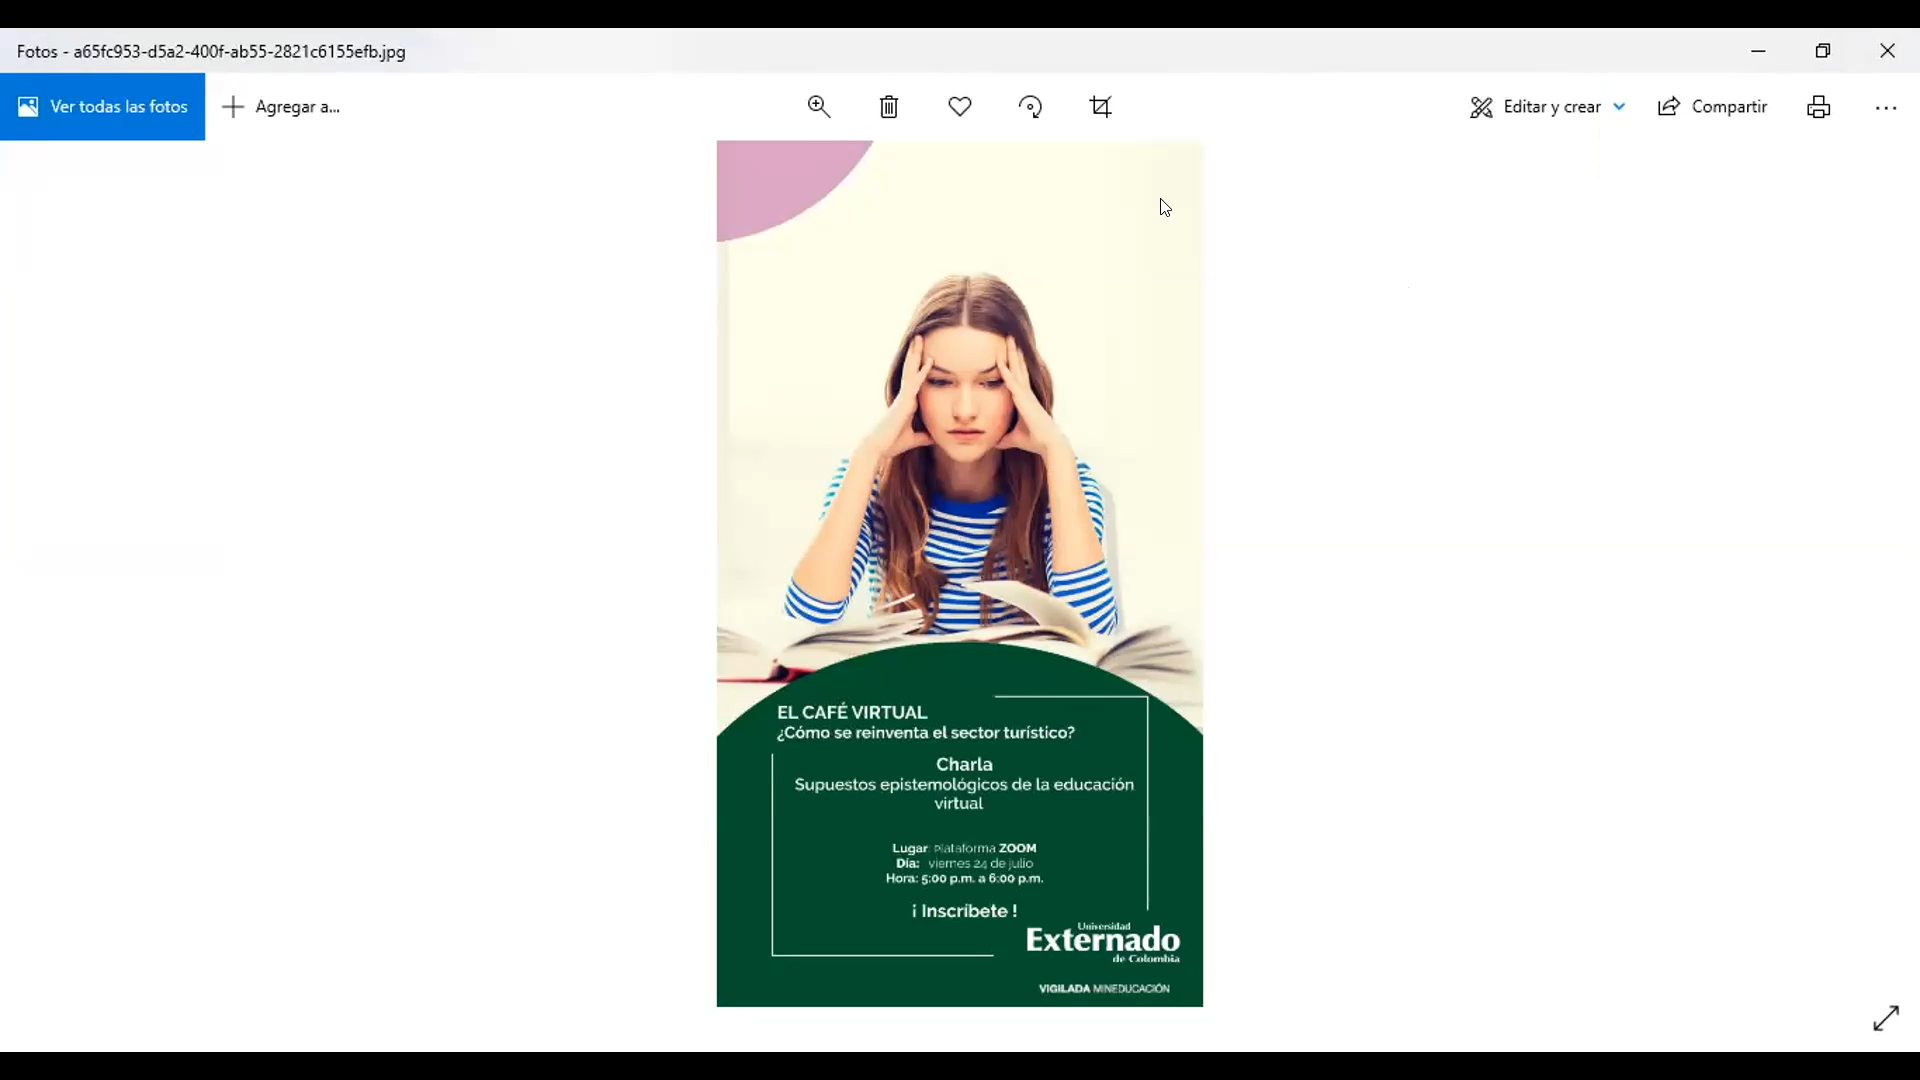 Fotos - a65fc953-d5a2-400f-ab55-2821c6155efb.jpg
Ver todas las fotos
Agregar a...
Editar y crear
Compartir
EL CAFÉ VIRTUAL
¿Cómo se reinventa el sector turístico?
Charla
Supuestos epistemológicos de la educación
virtual
Lugar: Plataforma ZOOM
Día: viernes 24 de julio
Hora: 5:00 p.m. a 6:00 p.m.
¡ Inscríbete !
Universidad
Externado
de Colombia
VIGILADA MINEDUCACIÓN